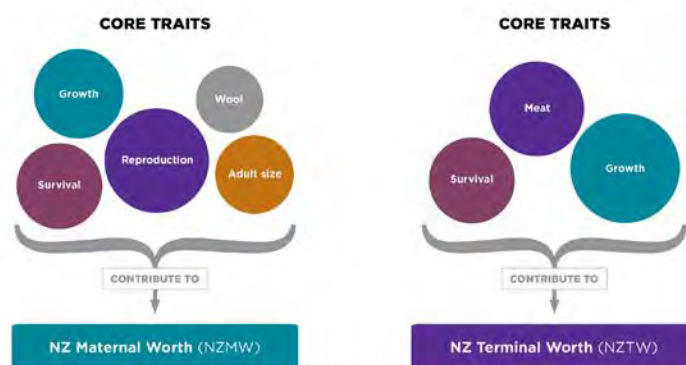 CORE TRAITS
Growth
Wool
Reproduction
Survival
Adult size
CONTRIBUTE TO
NZ Maternal Worth (NZMW)
CORE TRAITS
Meat
Survival
Growth
CONTRIBUTE TO
NZ Terminal Worth (NZTW)